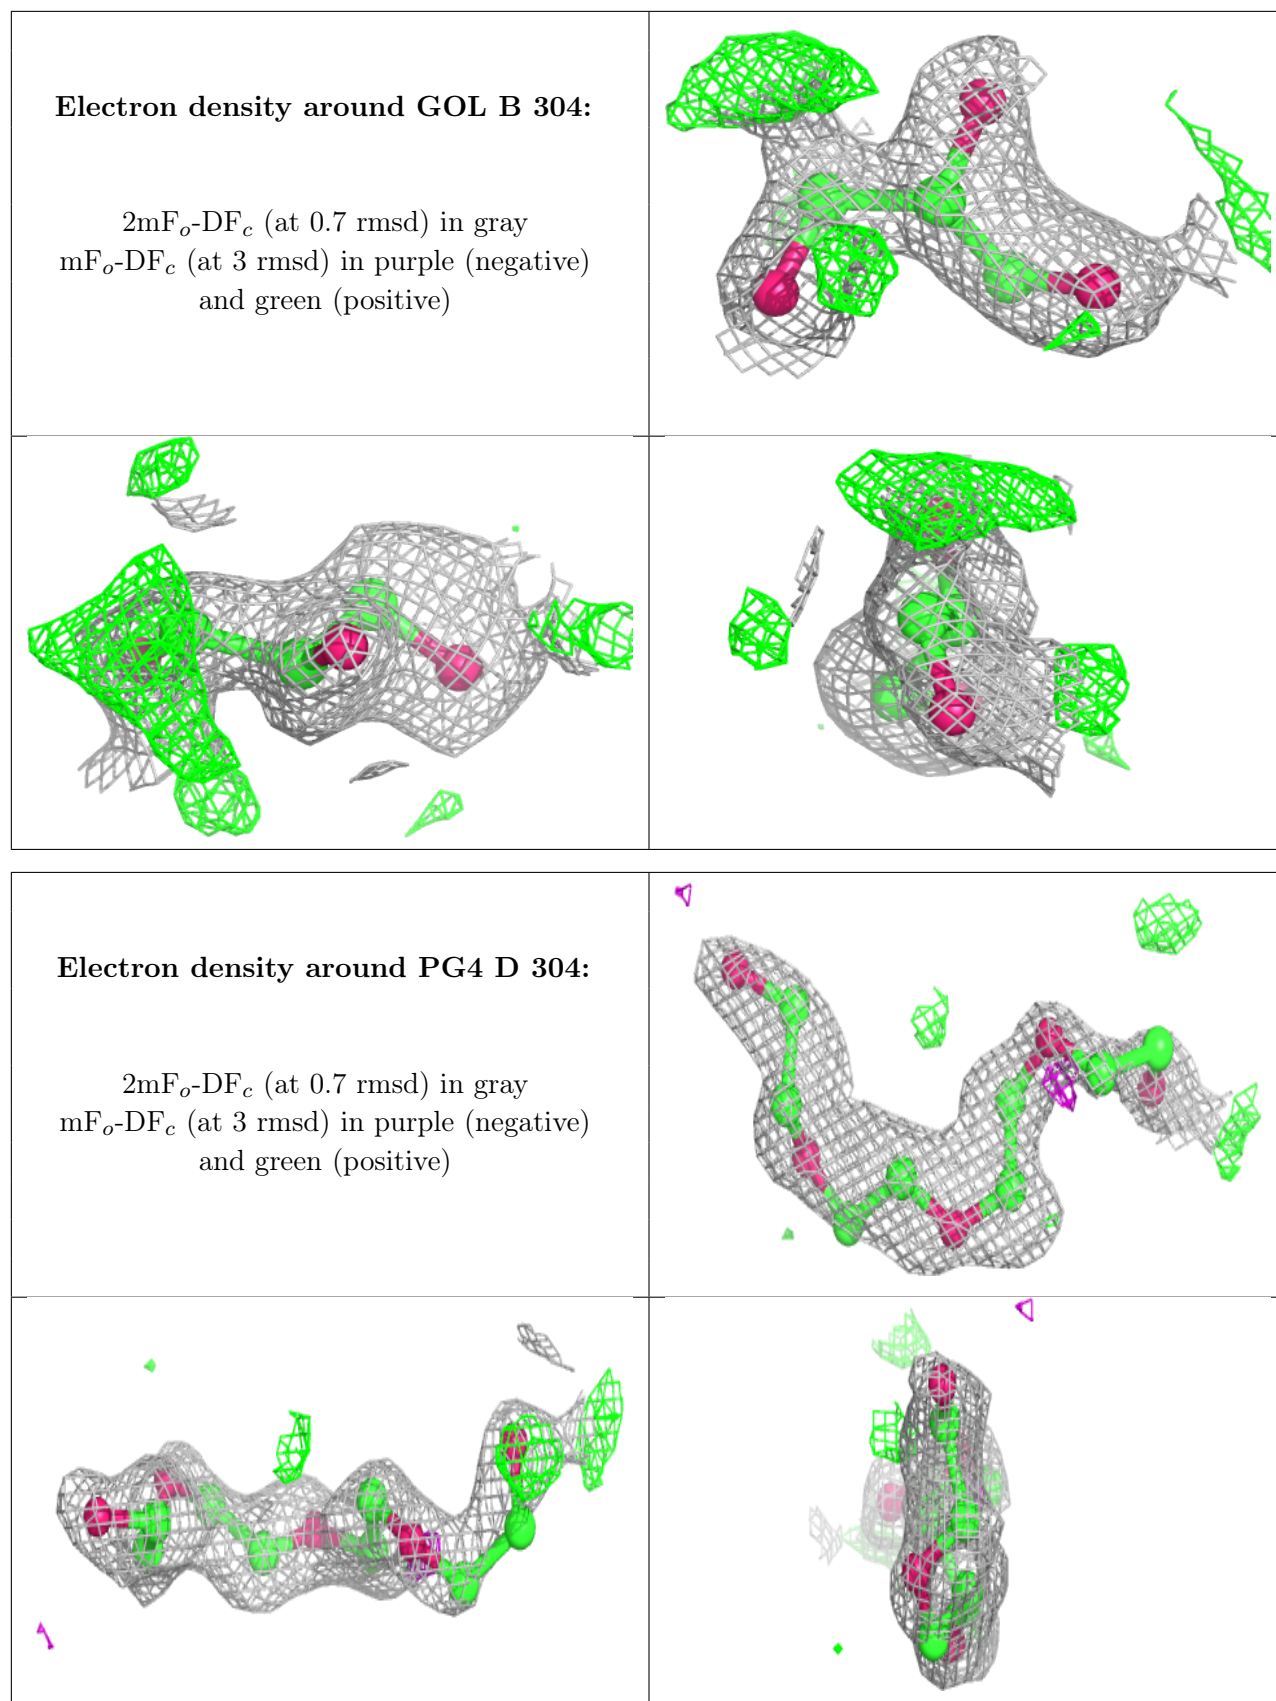 Electron density around GOL B 304:
2mFo-DFc (at 0.7 rmsd) in gray
mFo-DFc (at 3 rmsd) in purple (negative)
and green (positive)
Electron density around PG4 D 304:
2mFo-DFc (at 0.7 rmsd) in gray
mFo-DFc (at 3 rmsd) in purple (negative)
and green (positive)